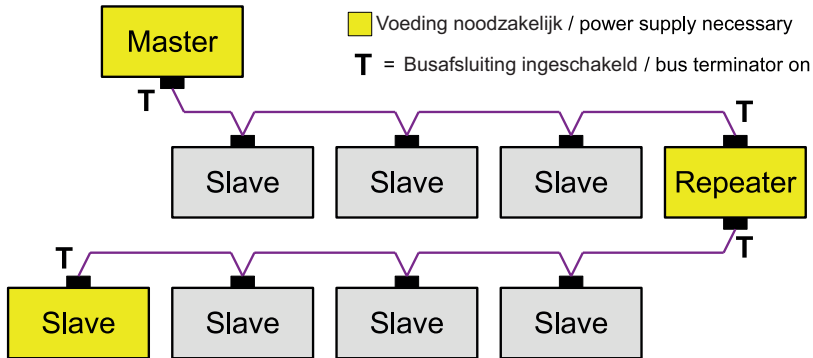 Master
Voeding noodzakelijk / power supply necessary
T = Busafsluiting ingeschakeld / bus terminator on
T
T
Slave
Slave
Slave
Repeater
T
T
Slave
Slave
Slave
Slave